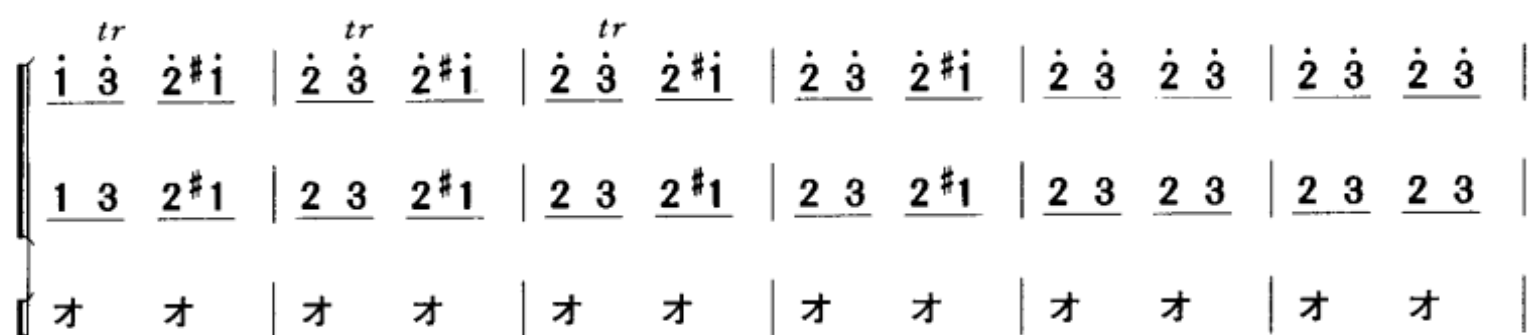 tr tr tr
1̇ 3̇ 2̇ #1̇ | 2̇ 3̇ 2̇ #1̇ | 2̇ 3̇ 2̇ #1̇ | 2̇ 3̇ 2̇ #1̇ | 2̇ 3̇ 2̇ 3̇ | 2̇ 3̇ 2̇ 3̇ |
1 3 2 #1 | 2 3 2 #1 | 2 3 2 #1 | 2 3 2 #1 | 2 3 2 3 | 2 3 2 3 |
オ オ | オ オ | オ オ | オ オ | オ オ | オ オ |